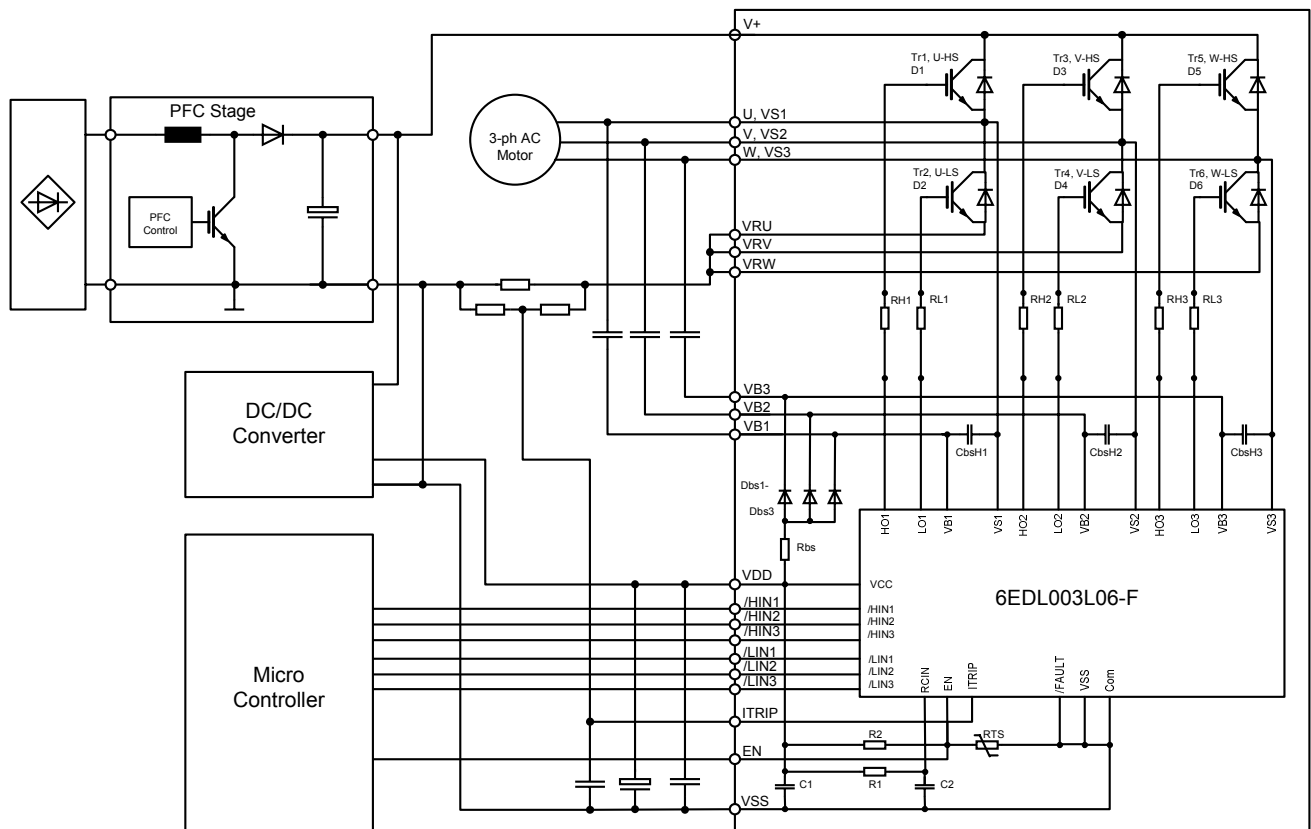 V+
PFC Stage
PFC
Control
3-ph AC
Motor
Tr1, U-HS
D1
Tr3, V-HS
D3
Tr5, W-HS
D5
U, VS1
V, VS2
W, VS3
Tr2, U-LS
D2
Tr4, V-LS
D4
Tr6, W-LS
D6
VRU
VRV
VRW
RH1
RL1
RH2
RL2
RH3
RL3
DC/DC
Converter
VB3
VB2
VB1
CbsH1
CbsH2
CbsH3
Dbs1-
Dbs3
Rbs
HO1
LO1
VB1
VS1
HO2
LO2
VB2
VS2
HO3
LO3
VB3
VS3
Micro
Controller
VDD
/HIN1
/HIN2
/HIN3
/LIN1
/LIN2
/LIN3
ITRIP
EN
VSS
VCC
/HIN1
/HIN2
/HIN3
/LIN1
/LIN2
/LIN3
6EDL003L06-F
RCIN
EN
ITRIP
/FAULT
VSS
Com
R2
RTS
R1
C1
C2